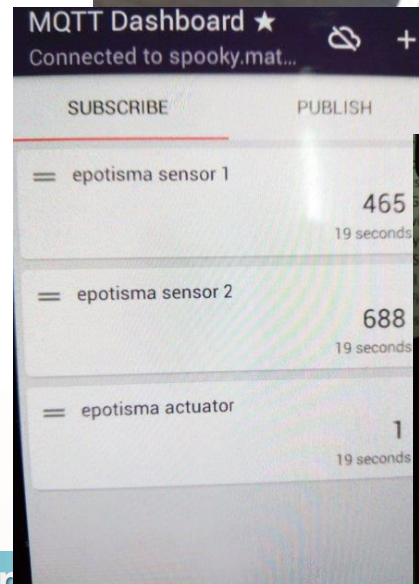 MQTT Dashboard ★
Connected to spooky.mat...
SUBSCRIBE PUBLISH
epotisma sensor 1
465
19 seconds
epotisma sensor 2
688
19 seconds
epotisma actuator
1
19 seconds